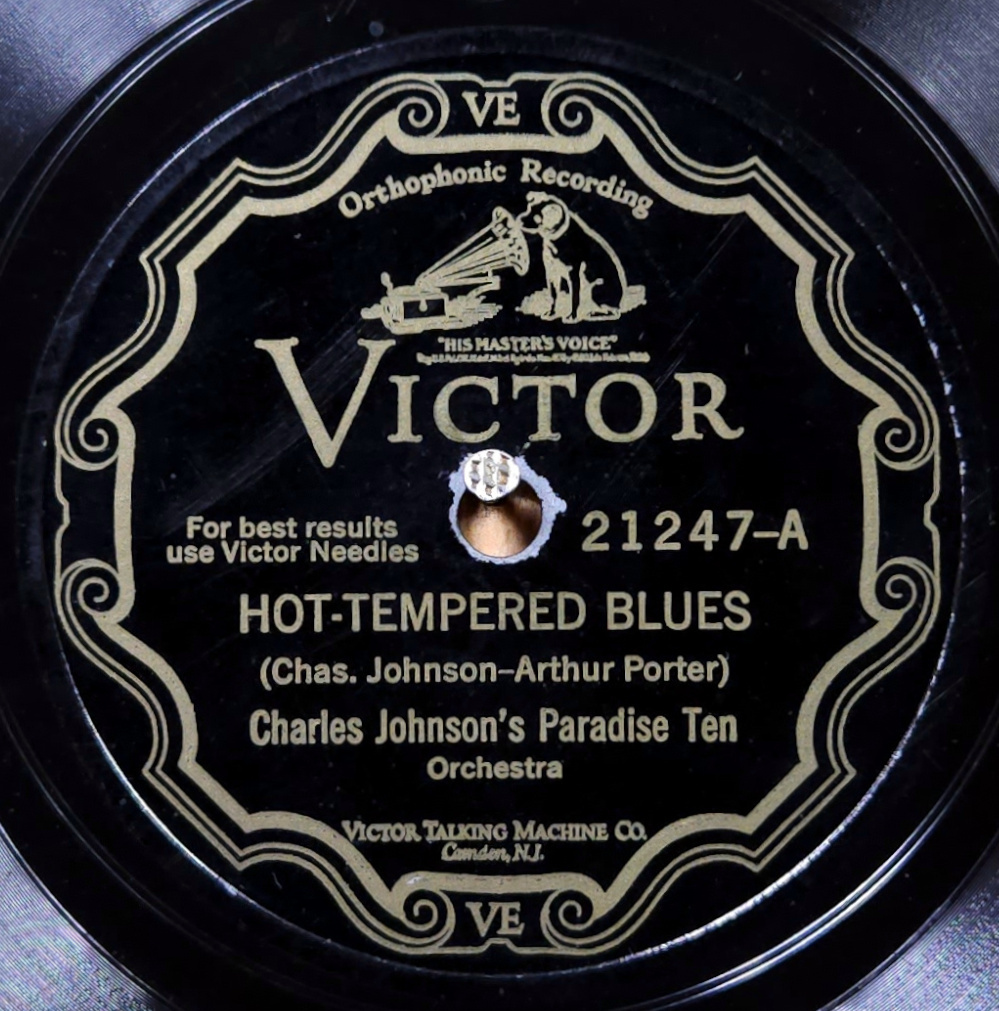 VE
Orthophonic Recording
"HIS MASTER'S VOICE"
VICTOR
For best results
use Victor Needles
21247-A
HOT-TEMPERED BLUES
(Chas. Johnson–Arthur Porter)
Charles Johnson's Paradise Ten
Orchestra
VICTOR TALKING MACHINE CO.
Camden, N.J.
VE